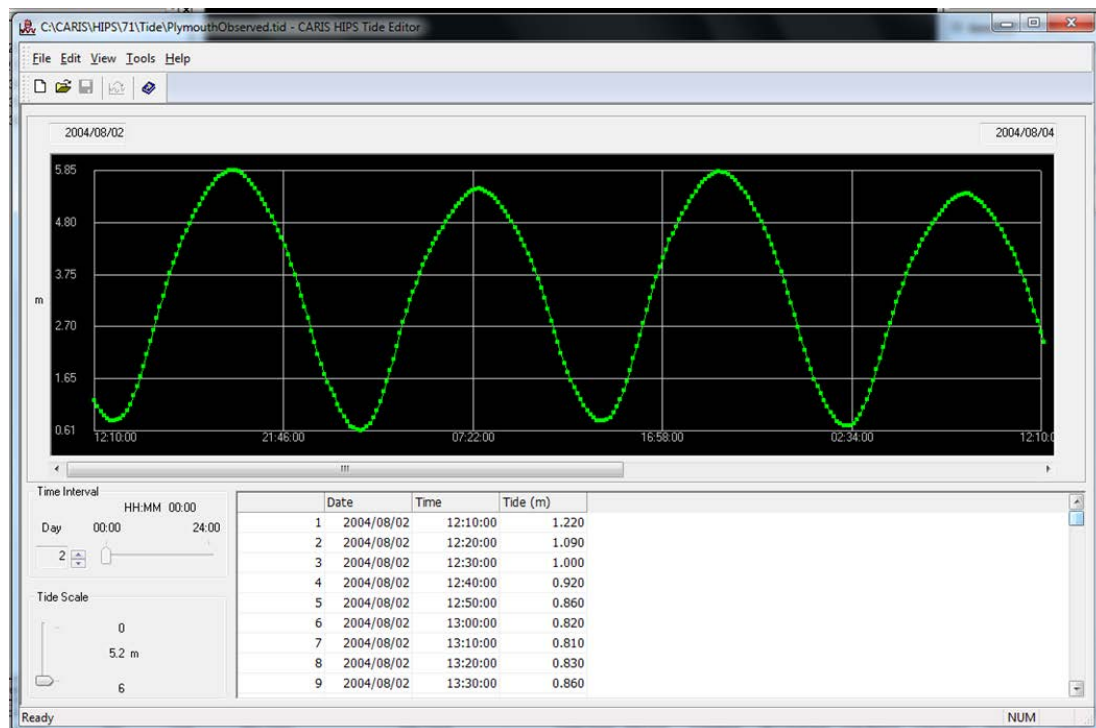 C:\CARIS\HIPS\71\Tide\PlymouthObserved.tid - CARIS HIPS Tide Editor
File Edit View Tools Help
2004/08/02 2004/08/04
5.85
4.80
3.75
m
2.70
1.65
0.61
12:10:00 21:46:00 07:22:00 16:58:00 02:34:00 12:10:0
Time Interval
HH:MM 00:00
Day 00:00 24:00
2
Tide Scale
0
5.2 m
6
Date Time Tide (m)
1 2004/08/02 12:10:00 1.220
2 2004/08/02 12:20:00 1.090
3 2004/08/02 12:30:00 1.000
4 2004/08/02 12:40:00 0.920
5 2004/08/02 12:50:00 0.860
6 2004/08/02 13:00:00 0.820
7 2004/08/02 13:10:00 0.810
8 2004/08/02 13:20:00 0.830
9 2004/08/02 13:30:00 0.860
Ready NUM